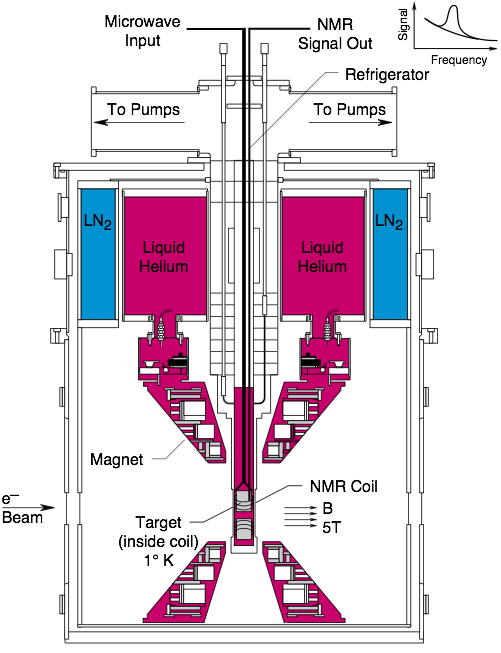 Microwave
Input
NMR
Signal Out
Signal
Frequency
Refrigerator
To Pumps
To Pumps
LN2
Liquid
Helium
Liquid
Helium
LN2
Magnet
NMR Coil
e–
Beam
Target
(inside coil)
1° K
B
5T